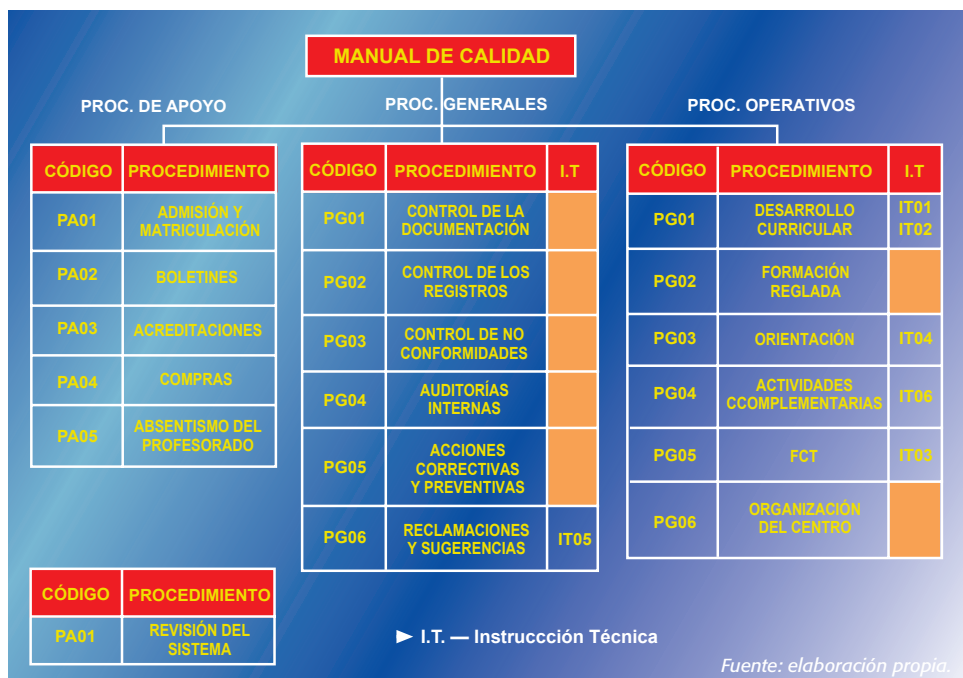 MANUAL DE CALIDAD
PROC. DE APOYO
PROC. GENERALES
PROC. OPERATIVOS
CÓDIGO PROCEDIMIENTO
PA01 ADMISIÓN Y
MATRICULACIÓN
PA02 BOLETINES
PA03 ACREDITACIONES
PA04 COMPRAS
PA05 ABSENTISMO DEL
PROFESORADO
CÓDIGO PROCEDIMIENTO I.T
PG01 CONTROL DE LA
DOCUMENTACIÓN
PG02 CONTROL DE LOS
REGISTROS
PG03 CONTROL DE NO
CONFORMIDADES
PG04 AUDITORÍAS
INTERNAS
PG05 ACCIONES
CORRECTIVAS
Y PREVENTIVAS
PG06 RECLAMACIONES
Y SUGERENCIAS IT05
CÓDIGO PROCEDIMIENTO I.T
PG01 DESARROLLO IT01
CURRICULAR IT02
PG02 FORMACIÓN
REGLADA
PG03 ORIENTACIÓN IT04
PG04 ACTIVIDADES
CCOMPLEMENTARIAS IT06
PG05 FCT IT03
PG06 ORGANIZACIÓN
DEL CENTRO
CÓDIGO PROCEDIMIENTO
PA01 REVISIÓN DEL
SISTEMA
► I.T. — Instruccción Técnica
Fuente: elaboración propia.